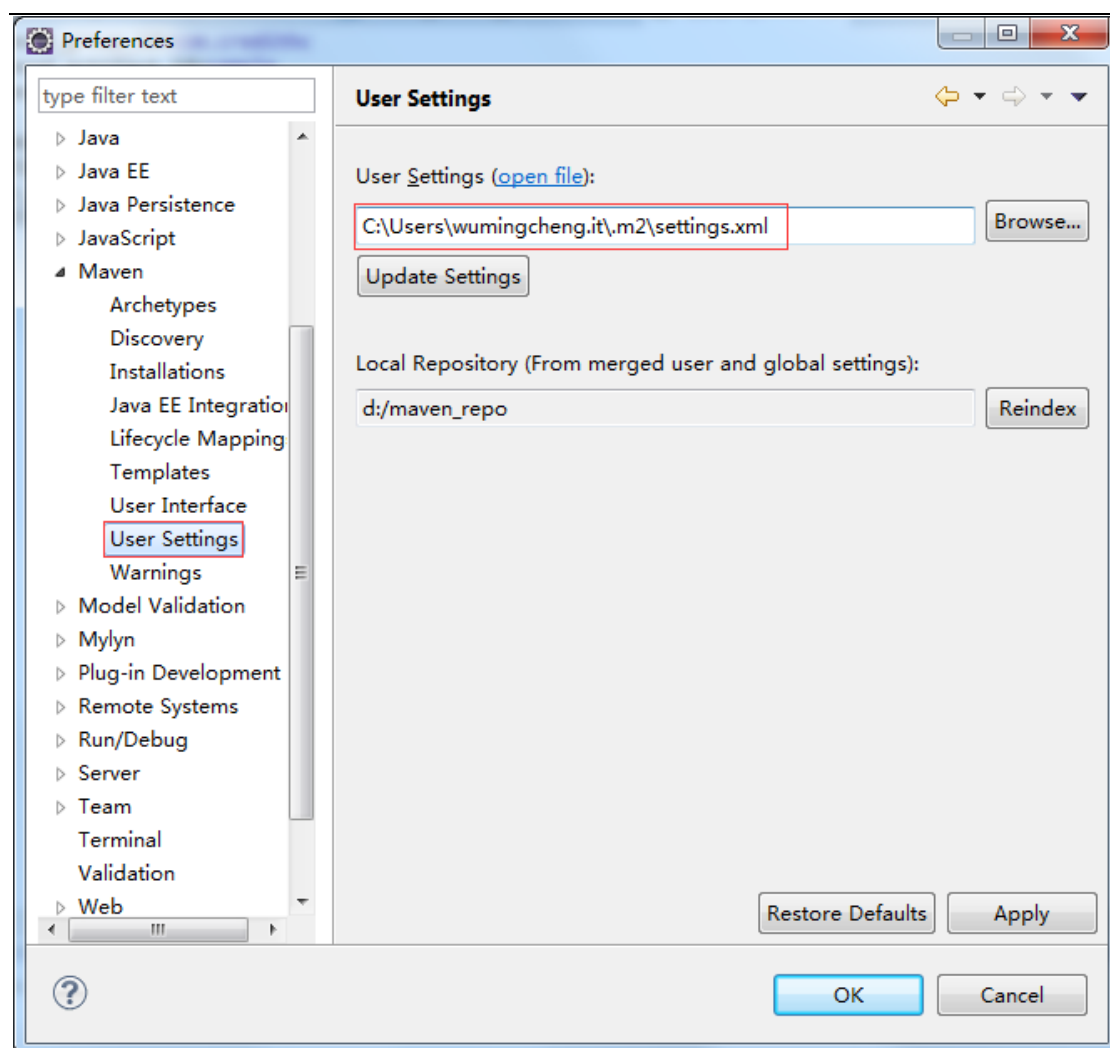 Preferences
type filter text
Java
Java EE
Java Persistence
JavaScript
Maven
Archetypes
Discovery
Installations
Java EE Integration
Lifecycle Mapping
Templates
User Interface
User Settings
Warnings
Model Validation
Mylyn
Plug-in Development
Remote Systems
Run/Debug
Server
Team
Terminal
Validation
Web
User Settings
User Settings (open file):
C:\Users\wumingcheng.it\.m2\settings.xml
Browse...
Update Settings
Local Repository (From merged user and global settings):
d:/maven_repo
Reindex
Restore Defaults
Apply
OK
Cancel